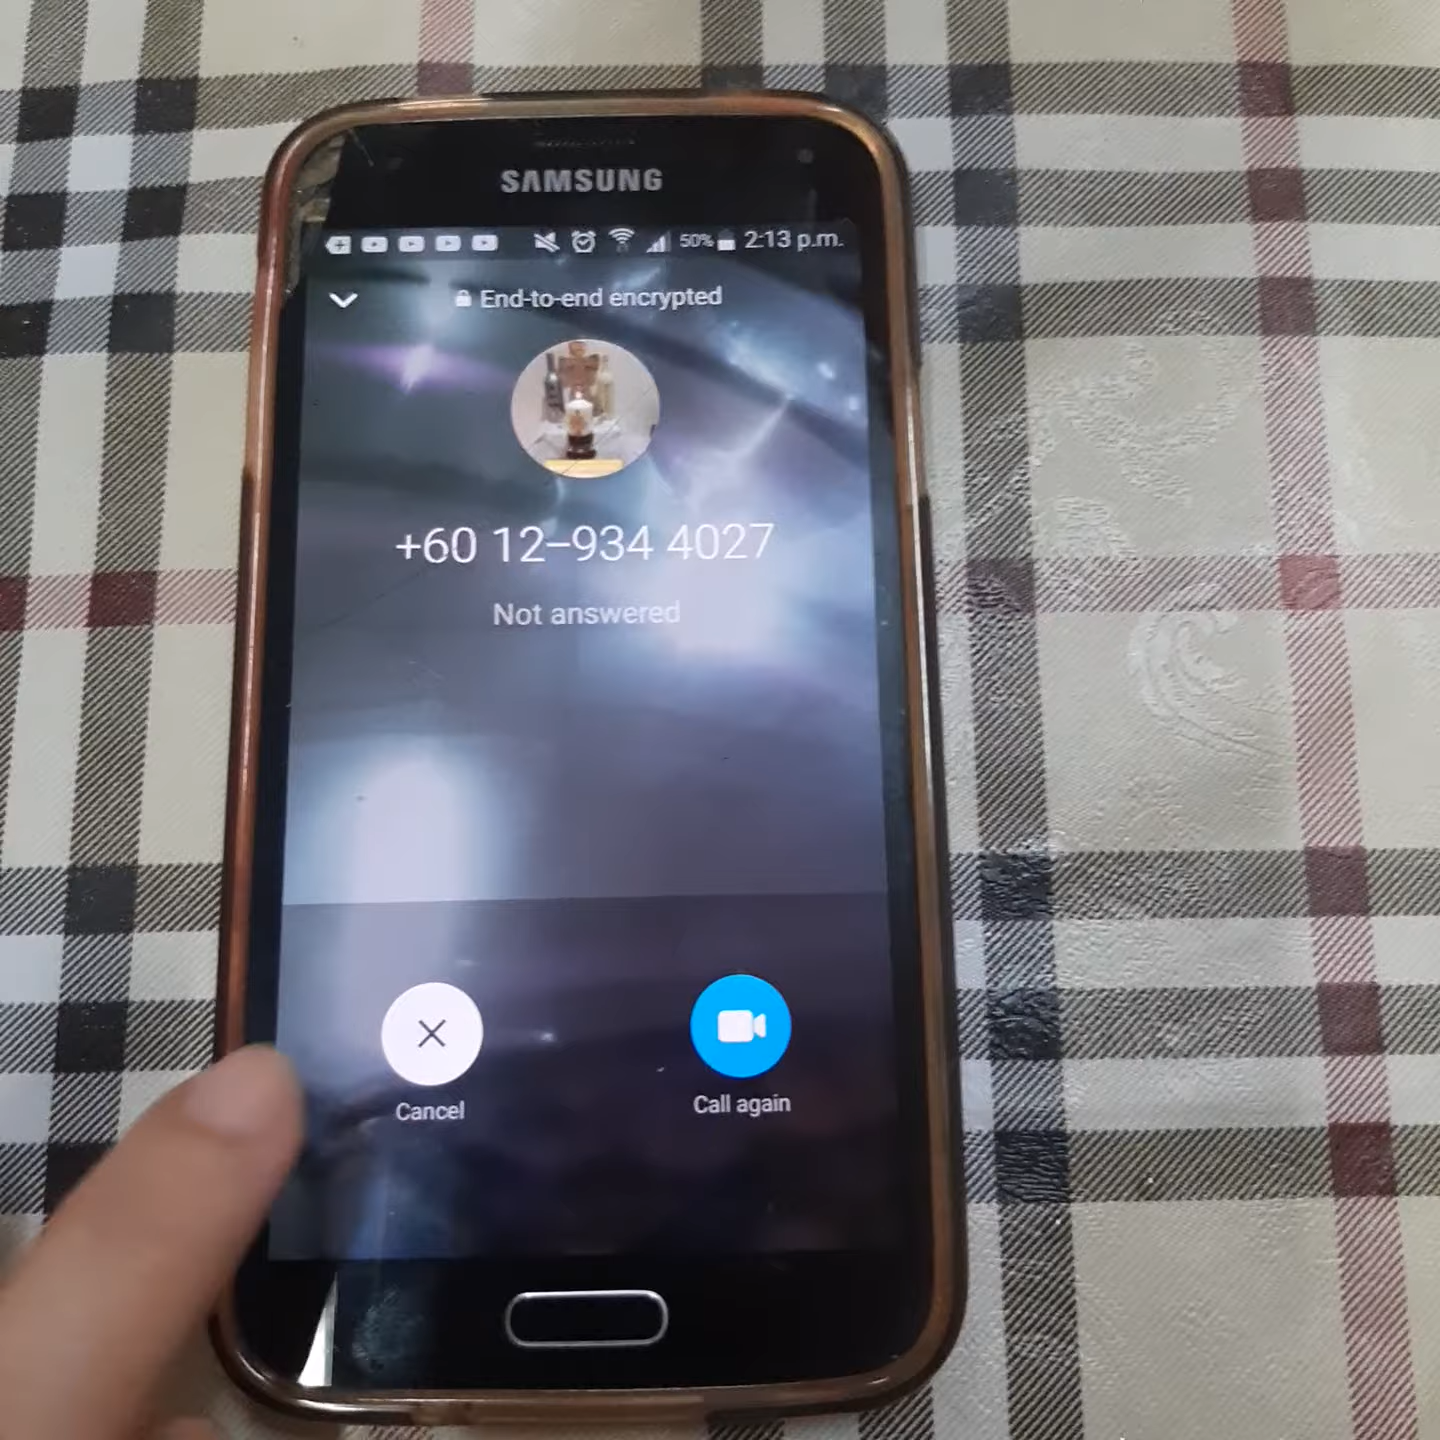 SAMSUNG
50% 2:13 p.m.
End-to-end encrypted
+60 12-934 4027
Not answered
Cancel
Call again